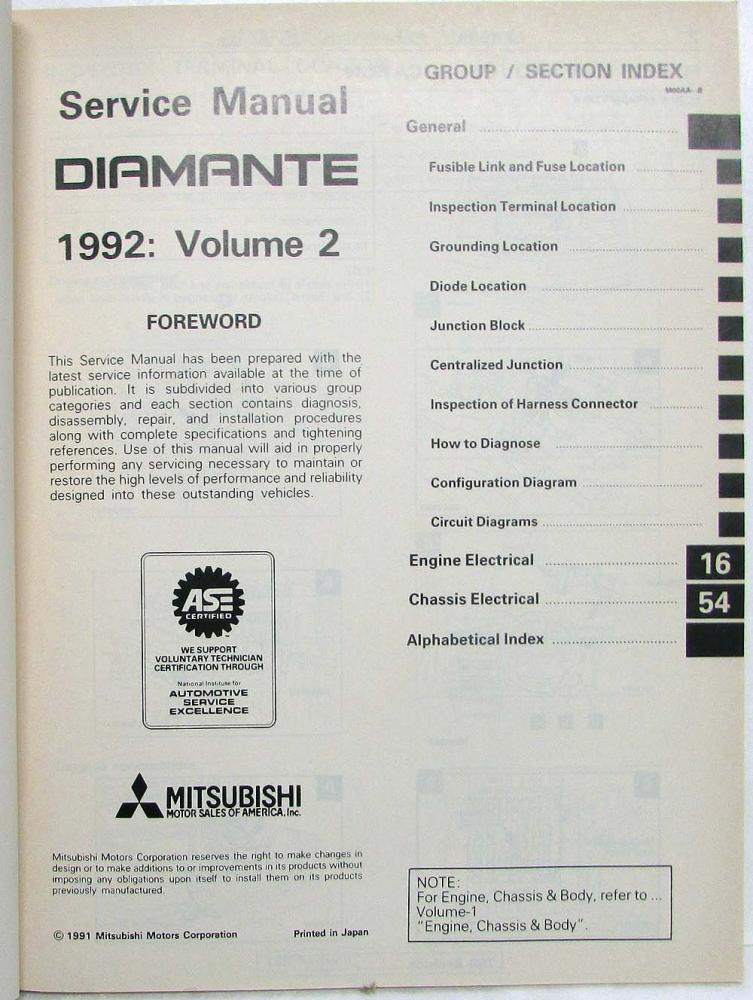 Service Manual
DIAMANTE
1992: Volume 2
FOREWORD
This Service Manual has been prepared with the
latest service information available at the time of
publication. It is subdivided into various group
categories and each section contains diagnosis,
disassembly, repair, and installation procedures
along with complete specifications and tightening
references. Use of this manual will aid in properly
performing any servicing necessary to maintain or
restore the high levels of performance and reliability
designed into these outstanding vehicles.
ASE
CERTIFIED
WE SUPPORT
VOLUNTARY TECHNICIAN
CERTIFICATION THROUGH
National Institute for
AUTOMOTIVE
SERVICE
EXCELLENCE
MITSUBISHI
MOTOR SALES OF AMERICA, Inc.
Mitsubishi Motors Corporation reserves the right to make changes in
design or to make additions to or improvements in its products without
imposing any obligations upon itself to install them on its products
previously manufactured.
© 1991 Mitsubishi Motors Corporation Printed in Japan
GROUP / SECTION INDEX
M00AA- B
General
Fusible Link and Fuse Location
Inspection Terminal Location
Grounding Location
Diode Location
Junction Block
Centralized Junction
Inspection of Harness Connector
How to Diagnose
Configuration Diagram
Circuit Diagrams
Engine Electrical 16
Chassis Electrical 54
Alphabetical Index
NOTE:
For Engine, Chassis & Body, refer to ...
Volume-1
"Engine, Chassis & Body".